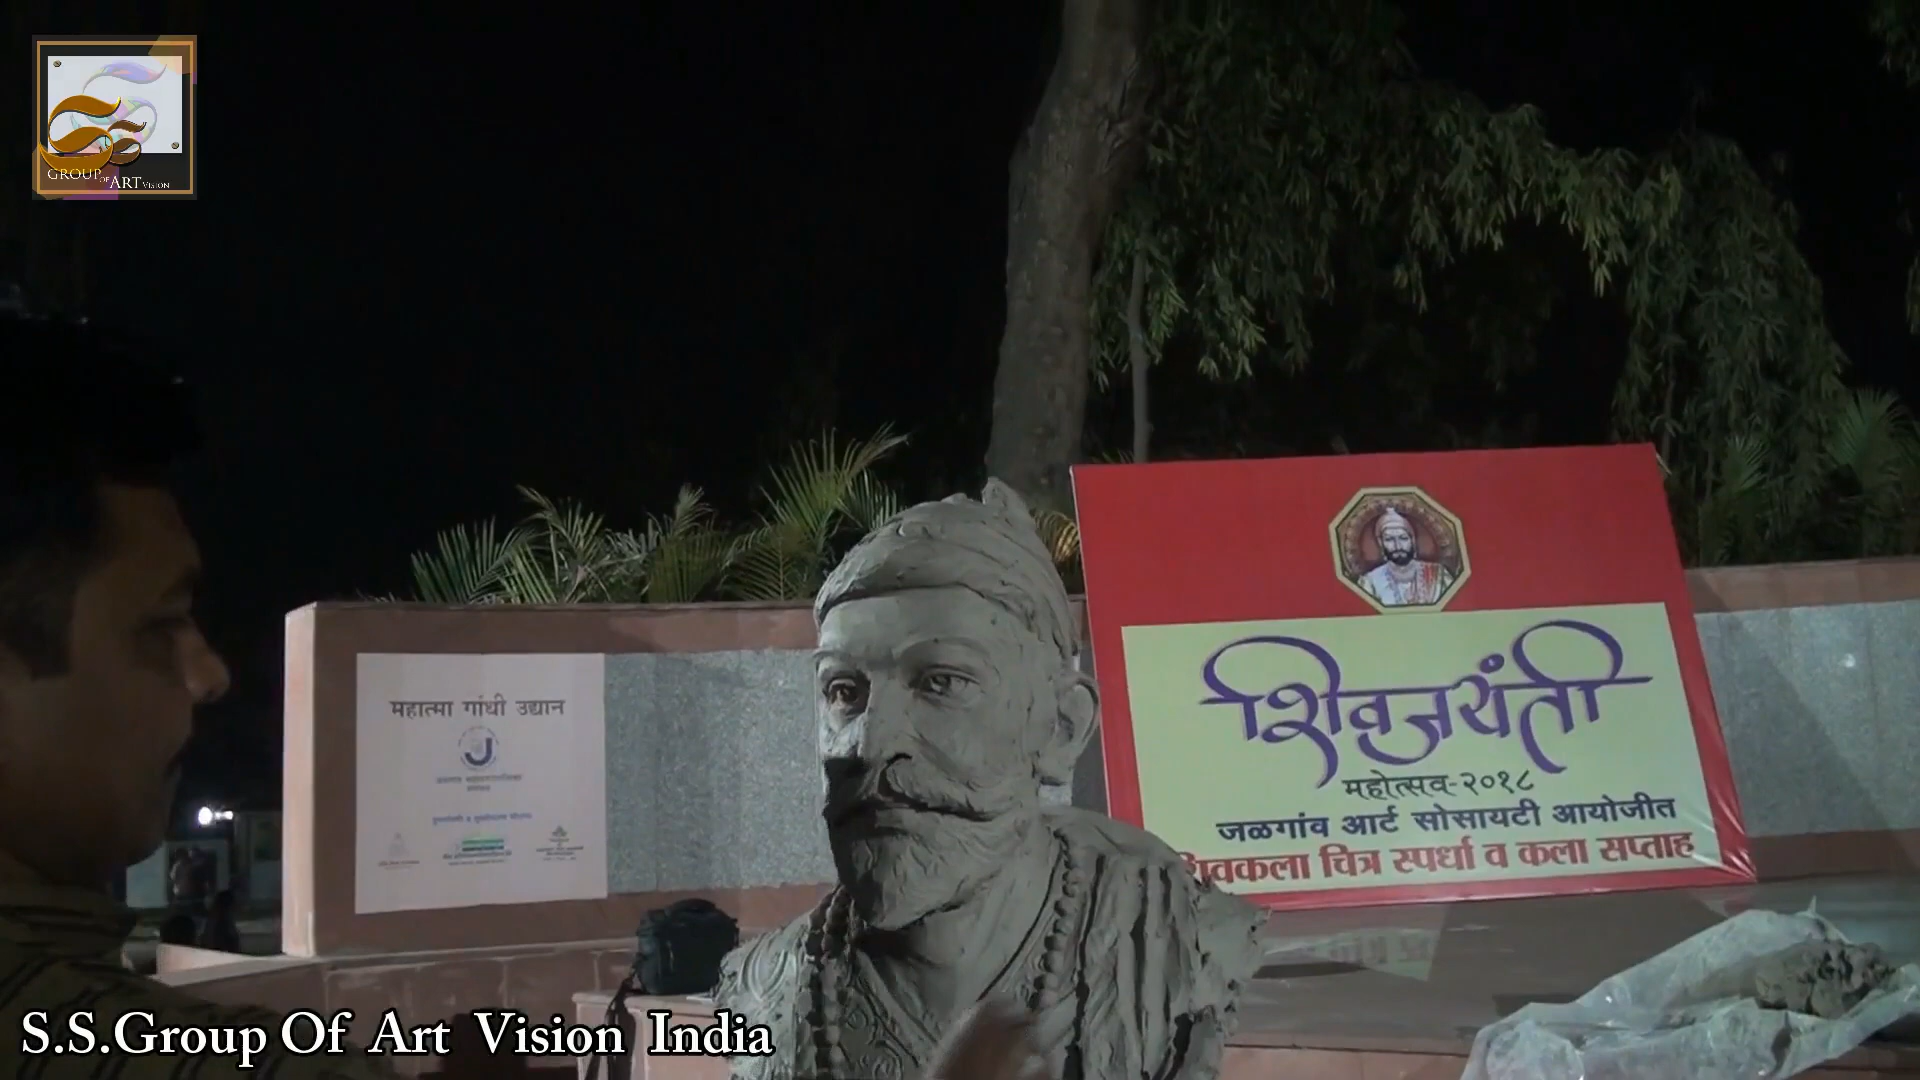 GROUP OF ART VISION
महात्मा गांधी उद्यान
J
शिवजयंती
महोत्सव-२०१८
जळगांव आर्ट सोसायटी आयोजीत
शिवकला चित्र स्पर्धा व कला सप्ताह
S.S.Group Of Art Vision India